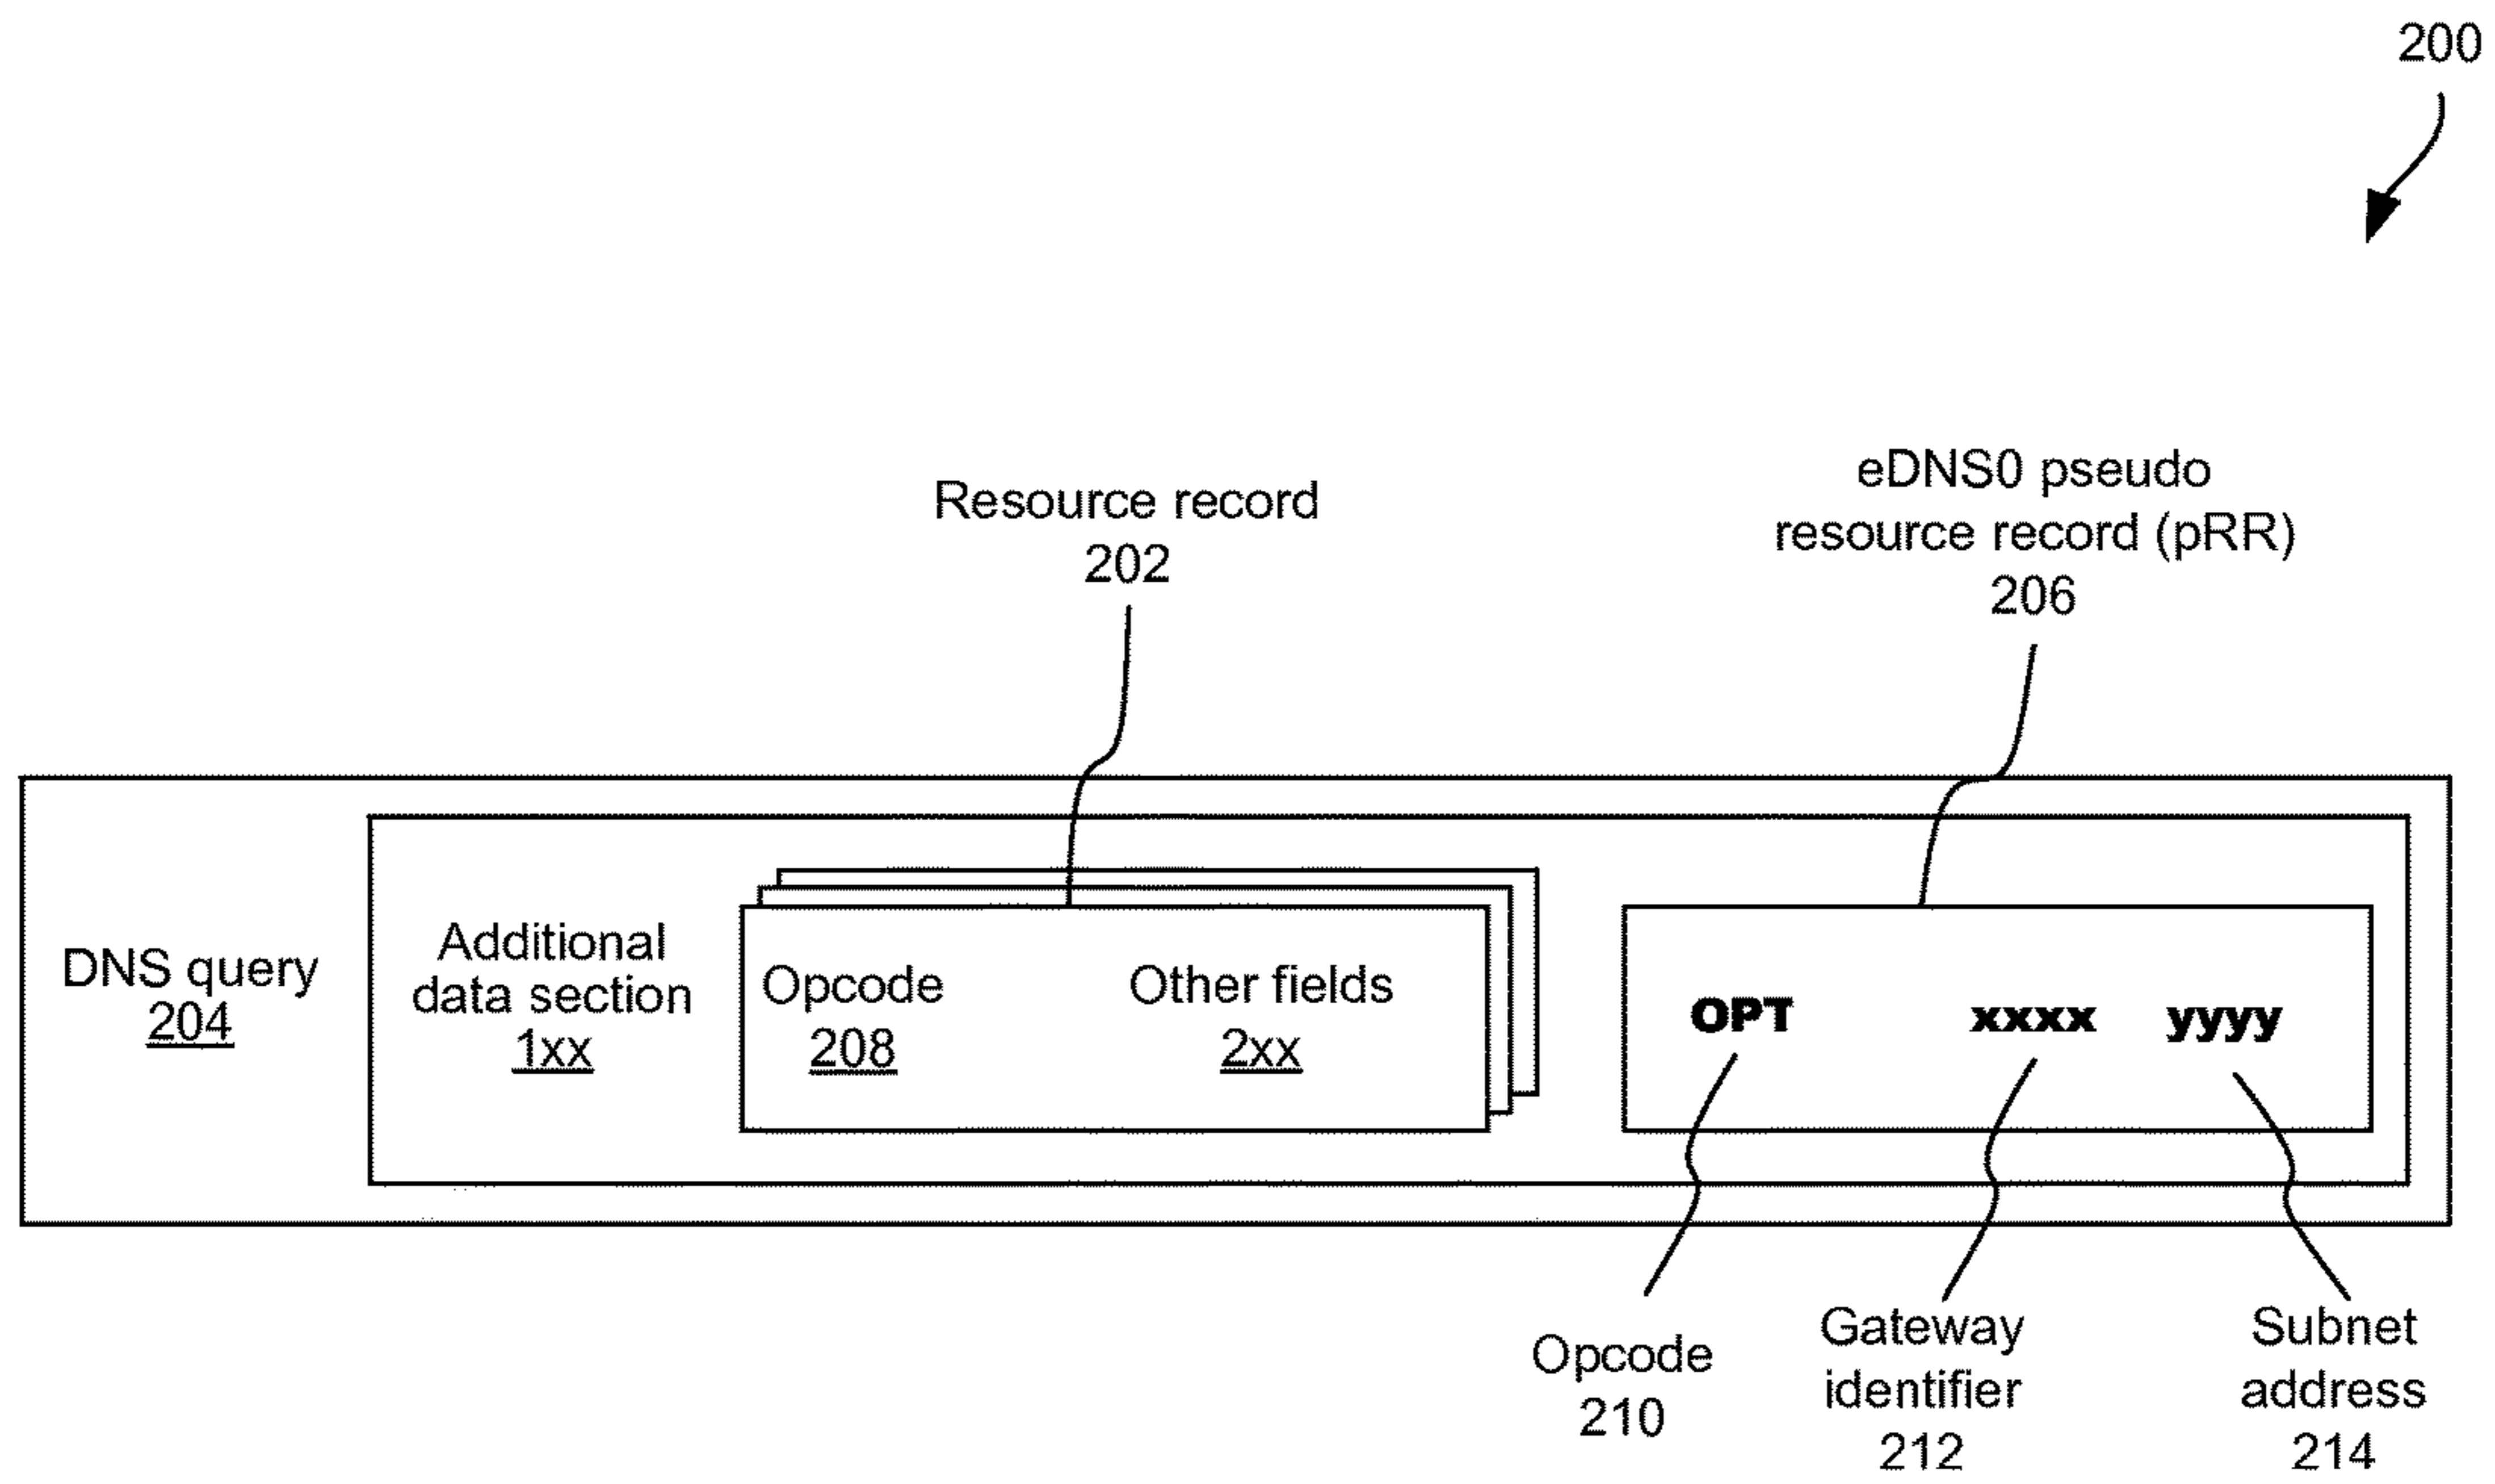 200
Resource record
202
eDNS0 pseudo
resource record (pRR)
206
DNS query
204
Additional
data section
1xx
Opcode
208
Other fields
2xx
OPT
xxxx
yyyy
Opcode
210
Gateway
identifier
212
Subnet
address
214